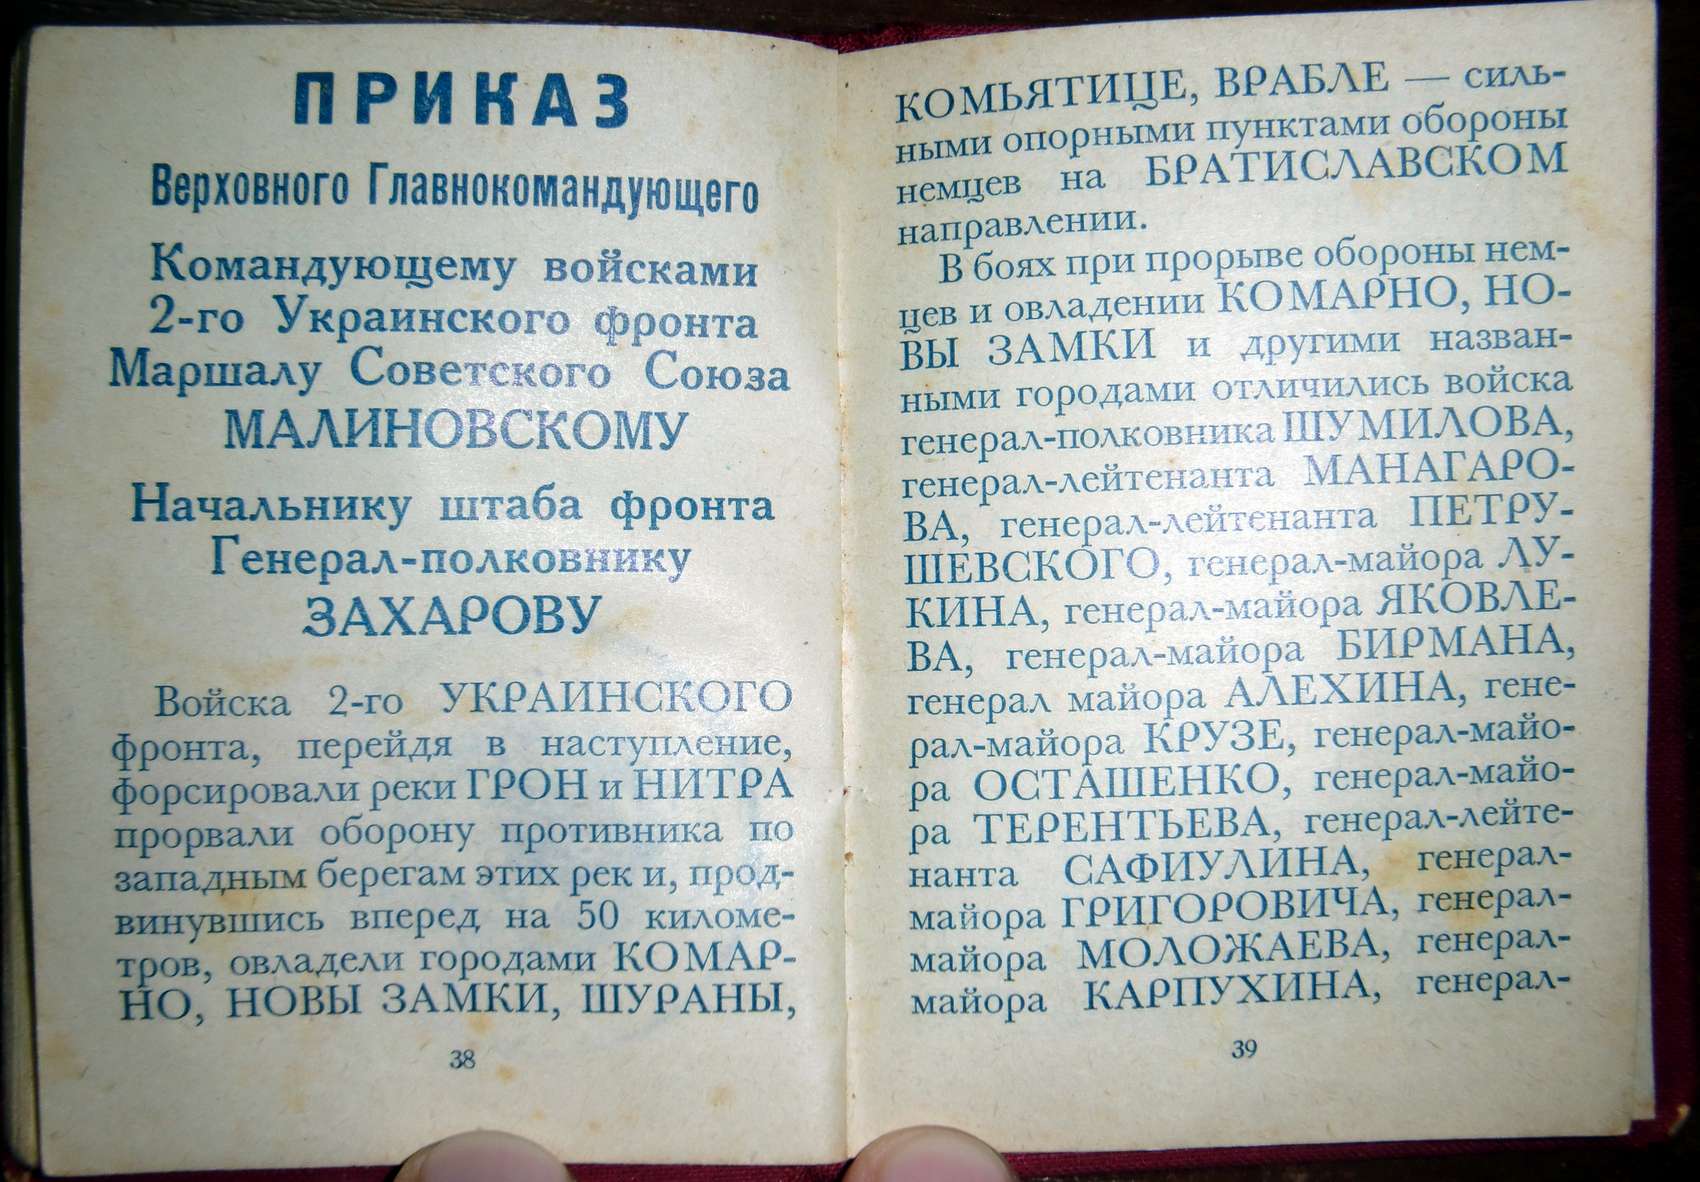 ПРИКАЗ
Верховного Главнокомандующего
Командующему войсками
2-го Украинского фронта
Маршалу Советского Союза
МАЛИНОВСКОМУ
Начальнику штаба фронта
Генерал-полковнику
ЗАХАРОВУ
Войска 2-го УКРАИНСКОГО
фронта, перейдя в наступление,
форсировали реки ГРОН и НИТРА
прорвали оборону противника по
западным берегам этих рек и, прод-
винувшись вперед на 50 киломе-
тров, овладели городами КОМАР-
НО, НОВЫ ЗАМКИ, ШУРАНЫ,
38
КОМЬЯТИЦЕ, ВРАБЛЕ — силь-
ными опорными пунктами обороны
немцев на БРАТИСЛАВСКОМ
направлении.
В боях при прорыве обороны нем-
цев и овладении КОМАРНО, НО-
ВЫ ЗАМКИ и другими назван-
ными городами отличились войска
генерал-полковника ШУМИЛОВА,
генерал-лейтенанта МАНАГАРО-
ВА, генерал-лейтенанта ПЕТРУ-
ШЕВСКОГО, генерал-майора ЛУ-
КИНА, генерал-майора ЯКОВЛЕ-
ВА, генерал-майора БИРМАНА,
генерал майора АЛЕХИНА, гене-
рал-майора КРУЗЕ, генерал-майо-
ра ОСТАШЕНКО, генерал-майо-
ра ТЕРЕНТЬЕВА, генерал-лейте-
нанта САФИУЛИНА, генерал-
майора ГРИГОРОВИЧА, генерал-
майора МОЛОЖАЕВА, генерал-
майора КАРПУХИНА, генерал-
39